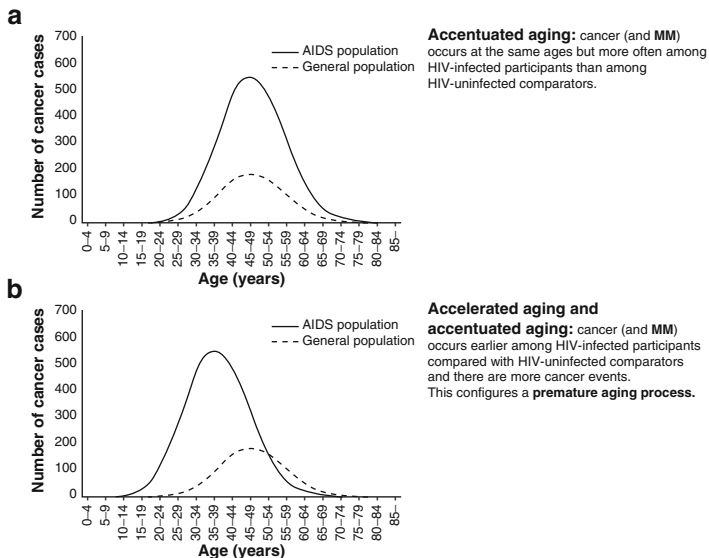 a
700
600
500
400
300
200
100
0
Number of cancer cases
AIDS population
General population
0–4
5–9
10–14
15–19
20–24
25–29
30–34
35–39
40–44
45–49
50–54
55–59
60–64
65–69
70–74
75–79
80–84
85–
Age (years)
Accentuated aging: cancer (and MM)
occurs at the same ages but more often among
HIV-infected participants than among
HIV-uninfected comparators.
b
700
600
500
400
300
200
100
0
Number of cancer cases
AIDS population
General population
0–4
5–9
10–14
15–19
20–24
25–29
30–34
35–39
40–44
45–49
50–54
55–59
60–64
65–69
70–74
75–79
80–84
85–
Age (years)
Accelerated aging and
accentuated aging: cancer (and MM)
occurs earlier among HIV-infected participants
compared with HIV-uninfected comparators
and there are more cancer events.
This configures a premature aging process.